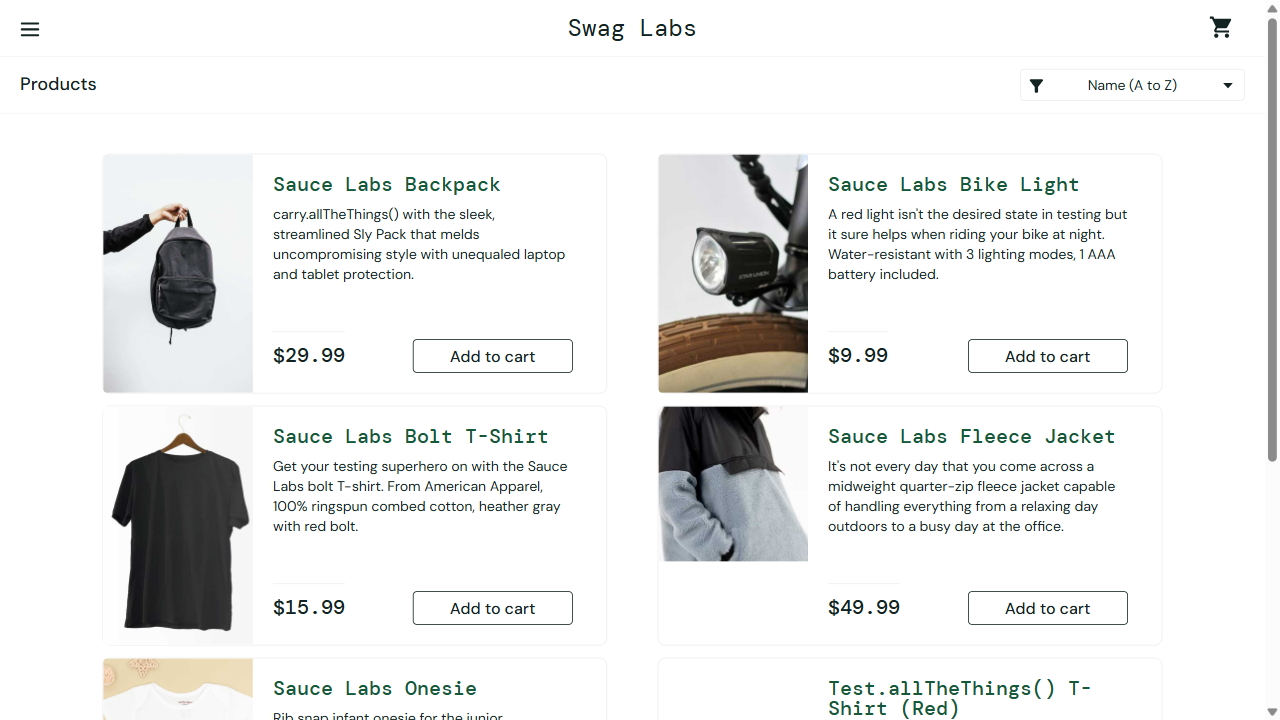 Swag Labs
Products
Name (A to Z)
Sauce Labs Backpack
carry.allTheThings() with the sleek,
streamlined Sly Pack that melds
uncompromising style with unequaled laptop
and tablet protection.
$29.99
Add to cart
Sauce Labs Bike Light
A red light isn't the desired state in testing but
it sure helps when riding your bike at night.
Water-resistant with 3 lighting modes, 1 AAA
battery included.
$9.99
Add to cart
Sauce Labs Bolt T-Shirt
Get your testing superhero on with the Sauce
Labs bolt T-shirt. From American Apparel,
100% ringspun combed cotton, heather gray
with red bolt.
$15.99
Add to cart
Sauce Labs Fleece Jacket
It's not every day that you come across a
midweight quarter-zip fleece jacket capable
of handling everything from a relaxing day
outdoors to a busy day at the office.
$49.99
Add to cart
Sauce Labs Onesie
Rib snap infant onesie for the junior
Test.allTheThings() T-
Shirt (Red)